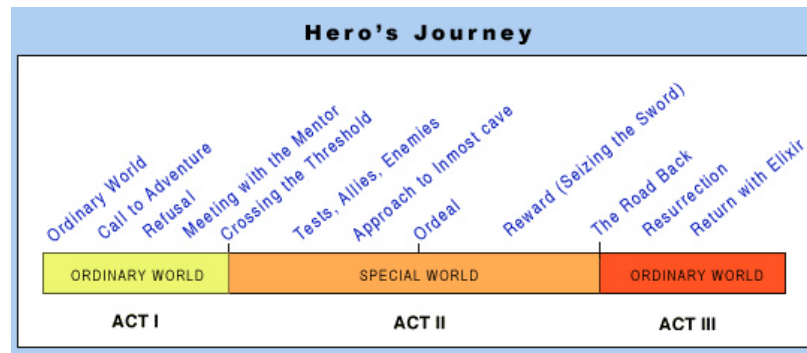 Hero's Journey
Ordinary World
Call to Adventure
Refusal
Meeting with the Mentor
Crossing the Threshold
Tests, Allies, Enemies
Approach to Inmost cave
Ordeal
Reward (Seizing the Sword)
The Road Back
Resurrection
Return with Elixir
ORDINARY WORLD
SPECIAL WORLD
ORDINARY WORLD
ACT I
ACT II
ACT III